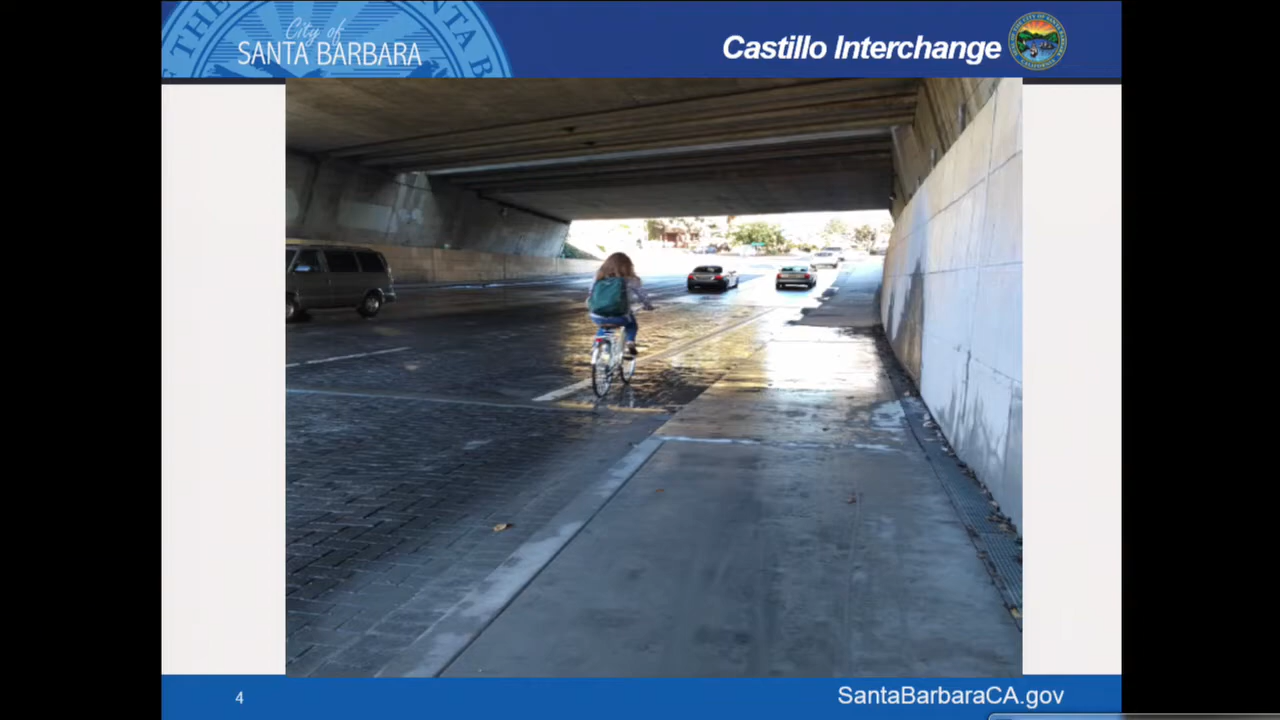 City of
SANTA BARBARA
Castillo Interchange
4
SantaBarbaraCA.gov